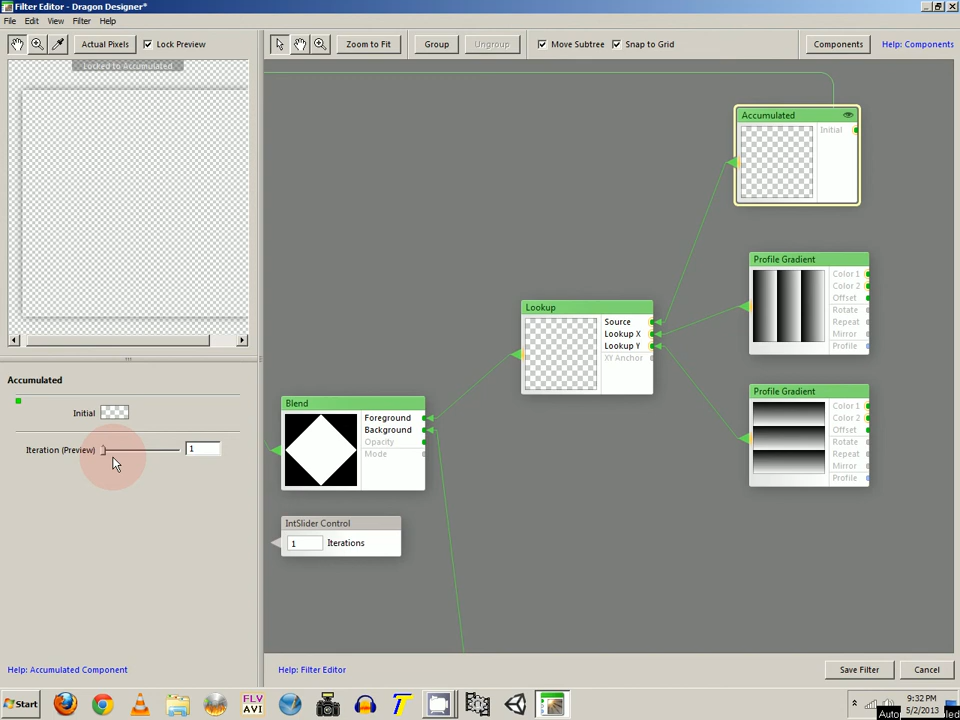 Filter Editor - Dragon Designer*
File Edit View Filter Help
Actual Pixels Lock Preview Zoom to Fit Group Ungroup Move Subtree Snap to Grid Components Help: Components
Locked to Accumulated
Accumulated
Initial
Profile Gradient
Color 1
Color 2
Offset
Rotate
Repeat
Mirror
Profile
Lookup
Source
Lookup X
Lookup Y
XY Anchor
Profile Gradient
Color 1
Color 2
Offset
Rotate
Repeat
Mirror
Profile
Blend
Foreground
Background
Opacity
Mode
IntSlider Control
1 Iterations
Accumulated
Initial
Iteration (Preview) 1
Help: Accumulated Component
Help: Filter Editor
Save Filter Cancel
Start
FLV
AVI
T
9:32 PM
5/2/2013